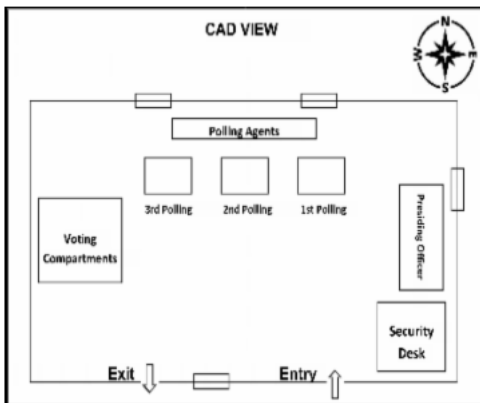 CAD VIEW
N
W
E
S
Polling Agents
3rd Polling
2nd Polling
1st Polling
Voting
Compartments
Presiding Officer
Security
Desk
Exit
Entry